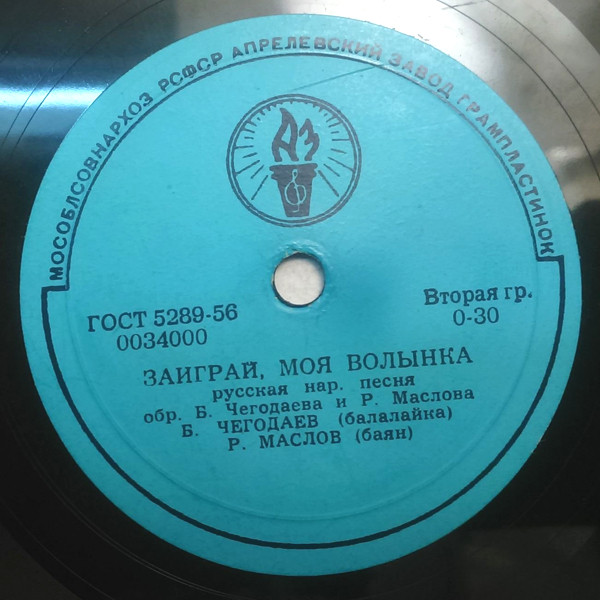 МОСОБЛСОВНАРХОЗ РСФСР АПРЕЛЕВСКИЙ ЗАВОД ГРАМПЛАСТИНОК
АЗ
ГОСТ 5289-56
0034000
Вторая гр.
0-30
ЗАИГРАЙ, МОЯ ВОЛЫНКА
русская нар. песня
обр. Б. Чегодаева и Р. Маслова
Б. ЧЕГОДАЕВ (балалайка)
Р. МАСЛОВ (баян)